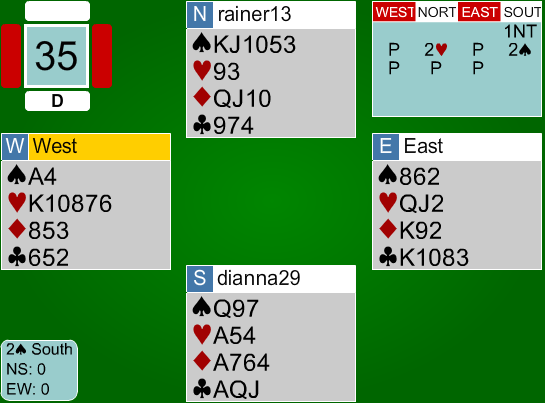 N rainer13
♠KJ1053
♥93
♦QJ10
♣974
35
D
WEST NORT EAST SOUT
1NT
P 2♥ P 2♠
P P P
W West
♠A4
♥K10876
♦853
♣652
E East
♠862
♥QJ2
♦K92
♣K1083
S dianna29
♠Q97
♥A54
♦A764
♣AQJ
2♠ South
NS: 0
EW: 0